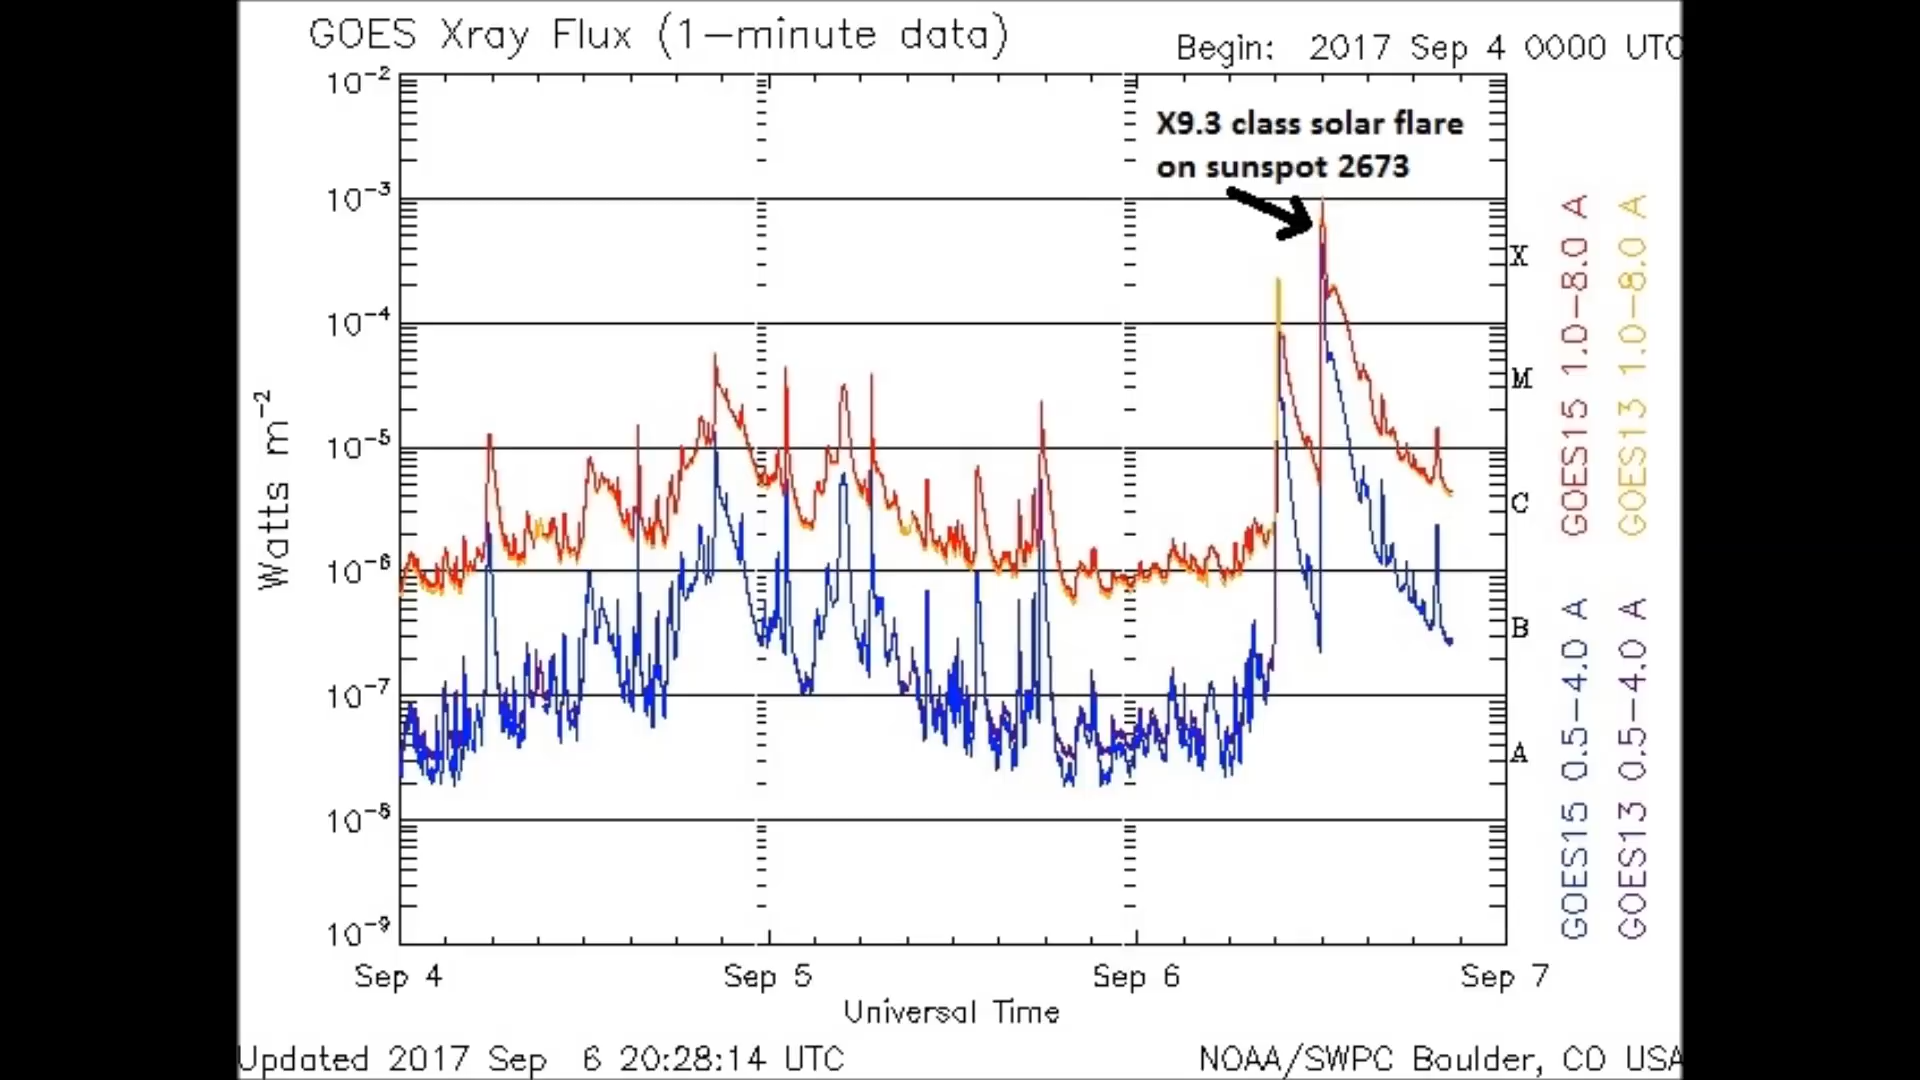 GOES Xray Flux (1-minute data)
Begin: 2017 Sep 4 0000 UTC
X9.3 class solar flare
on sunspot 2673
Watts m⁻²
10⁻²
10⁻³
10⁻⁴
10⁻⁵
10⁻⁶
10⁻⁷
10⁻⁸
10⁻⁹
X
M
C
B
A
GOES15 1.0-8.0 A
GOES13 1.0-8.0 A
GOES15 0.5-4.0 A
GOES13 0.5-4.0 A
Sep 4 Sep 5 Sep 6 Sep 7
Universal Time
Updated 2017 Sep 6 20:28:14 UTC
NOAA/SWPC Boulder, CO USA